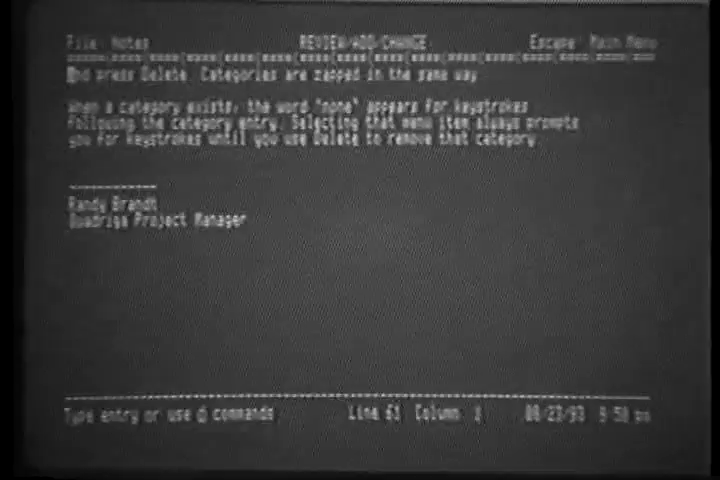 File: Notes REVIEW/ADD/CHANGE Escape: Main Menu
and press Delete. Categories are zapped in the same way.
When a category exists, the word "none" appears for keystrokes
following the category entry. Selecting that menu item always prompts
you for keystrokes until you use Delete to remove that category.
Randy Brandt
Quadriga Project Manager
Type entry or use @ commands Line 61 Column 1 08/23/93 9:50 pm